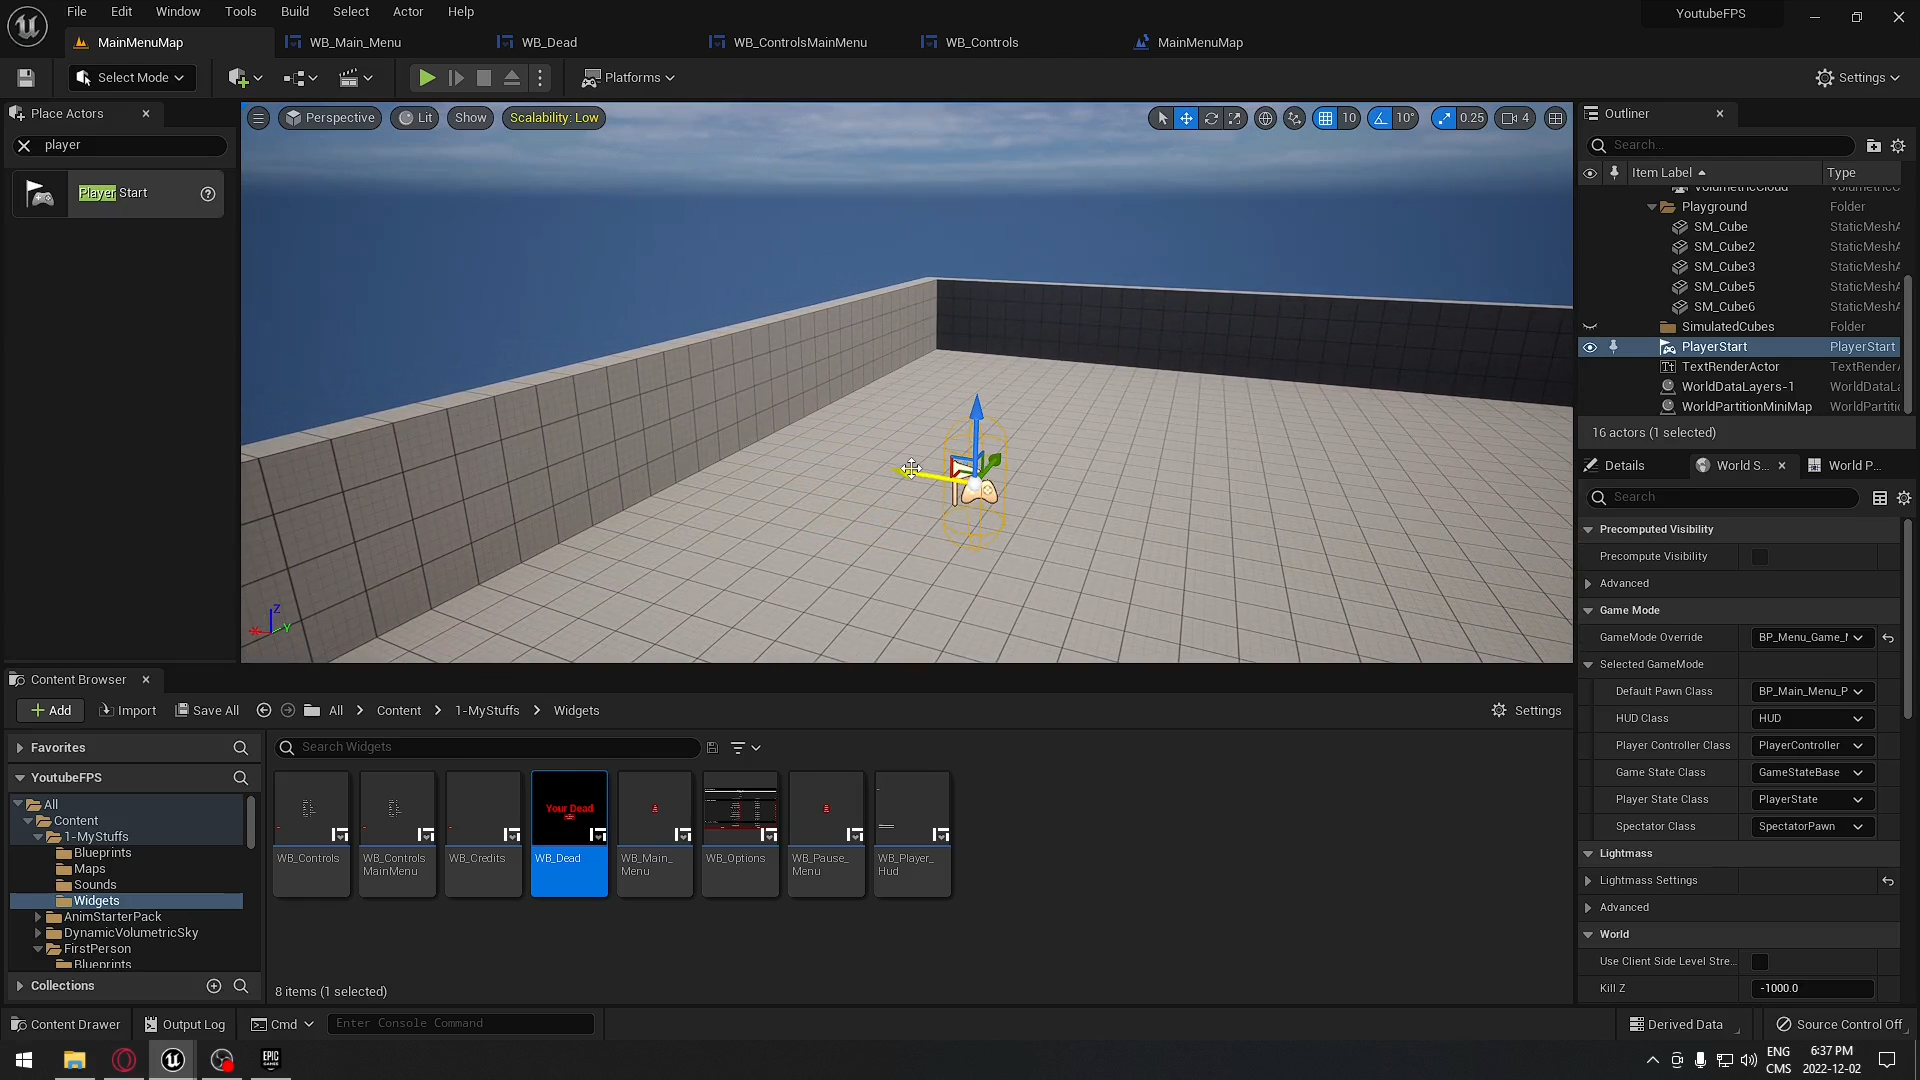 File Edit Window Tools Build Select Actor Help
YoutubeFPS
MainMenuMap
WB_Main_Menu
WB_Dead
WB_ControlsMainMenu
WB_Controls
MainMenuMap
Select Mode
Platforms
Settings
Place Actors
player
Player Start
Perspective
Lit
Show
Scalability: Low
10
10°
0.25
4
Outliner
Search...
Item Label
Type
VolumetricCloud
Playground Folder
SM_Cube StaticMeshA
SM_Cube2 StaticMeshA
SM_Cube3 StaticMeshA
SM_Cube5 StaticMeshA
SM_Cube6 StaticMeshA
SimulatedCubes Folder
PlayerStart PlayerStart
TextRenderActor TextRender
WorldDataLayers-1 WorldDataLa
WorldPartitionMiniMap WorldPartitic
16 actors (1 selected)
Details
World S...
World P...
Search
Precomputed Visibility
Precompute Visibility
Advanced
Game Mode
GameMode Override BP_Menu_Game_M
Selected GameMode
Default Pawn Class BP_Main_Menu_P
HUD Class HUD
Player Controller Class PlayerController
Game State Class GameStateBase
Player State Class PlayerState
Spectator Class SpectatorPawn
Lightmass
Lightmass Settings
Advanced
World
Use Client Side Level Stre...
Kill Z -1000.0
Z
Y
Content Browser
Add
Import
Save All
All
Content
1-MyStuffs
Widgets
Settings
Favorites
YoutubeFPS
All
Content
1-MyStuffs
Blueprints
Maps
Sounds
Widgets
AnimStarterPack
DynamicVolumetricSky
FirstPerson
Blueprints
Collections
Search Widgets
Your Dead
WB_Controls
WB_Controls
MainMenu
WB_Credits
WB_Dead
WB_Main_
Menu
WB_Options
WB_Pause_
Menu
WB_Player_
Hud
8 items (1 selected)
Content Drawer
Output Log
Cmd
Enter Console Command
Derived Data
Source Control Off
EPIC
GAMES
ENG
CMS
6:37 PM
2022-12-02